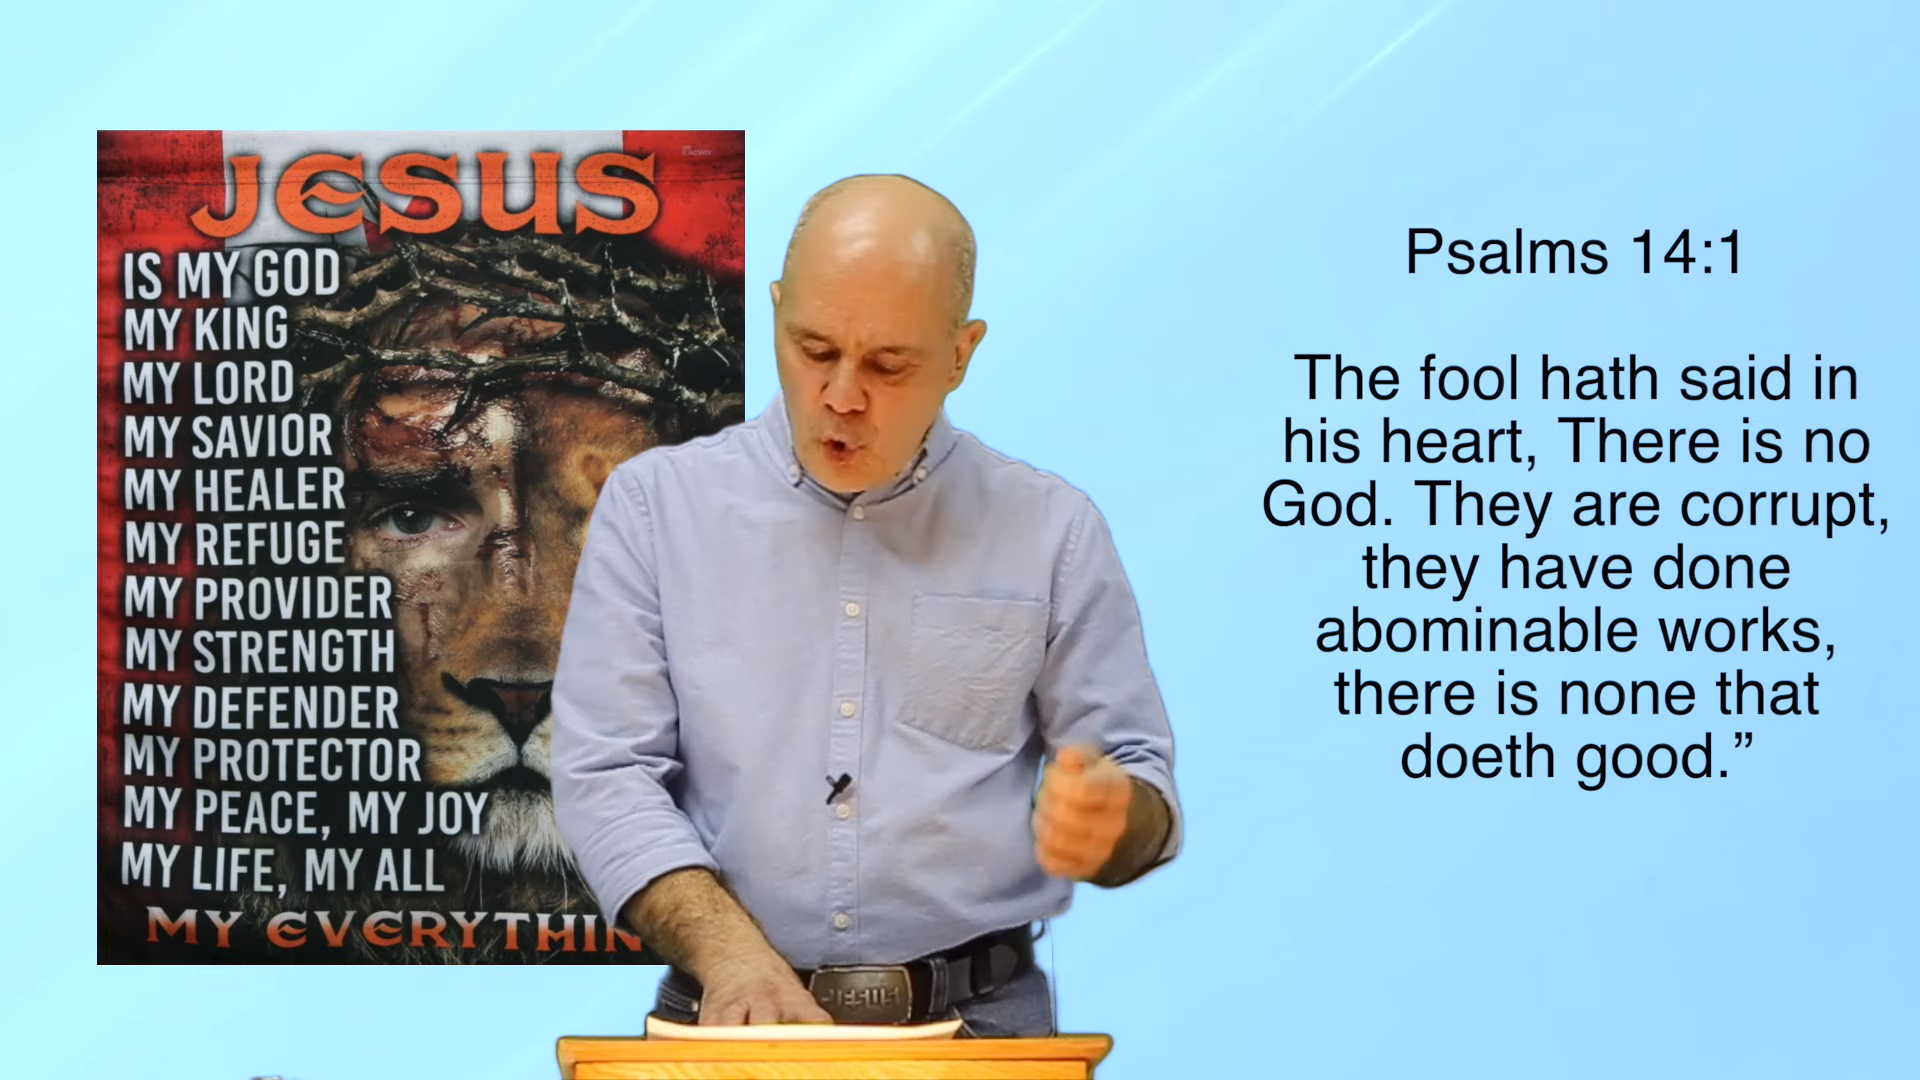 JESUS
IS MY GOD
MY KING
MY LORD
MY SAVIOR
MY HEALER
MY REFUGE
MY PROVIDER
MY STRENGTH
MY DEFENDER
MY PROTECTOR
MY PEACE, MY JOY
MY LIFE, MY ALL
MY EVERYTHIN
JESUS
Psalms 14:1
The fool hath said in
his heart, There is no
God. They are corrupt,
they have done
abominable works,
there is none that
doeth good.”